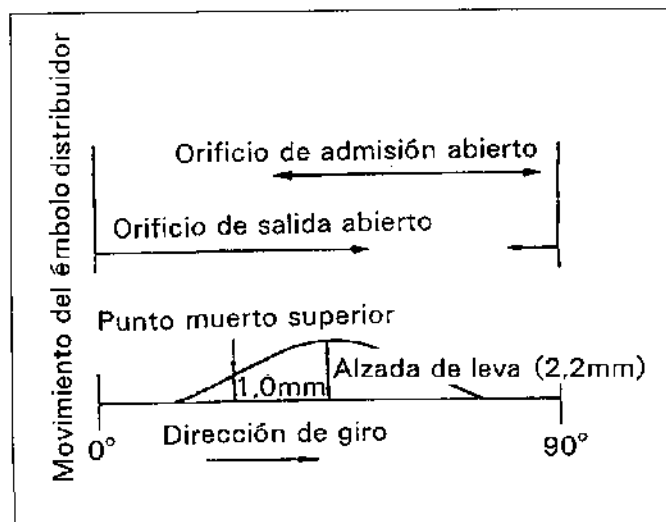 Movimiento del émbolo distribuidor
Orificio de admisión abierto
Orificio de salida abierto
Punto muerto superior
Alzada de leva (2,2mm)
1,0mm
0°
Dirección de giro
90°